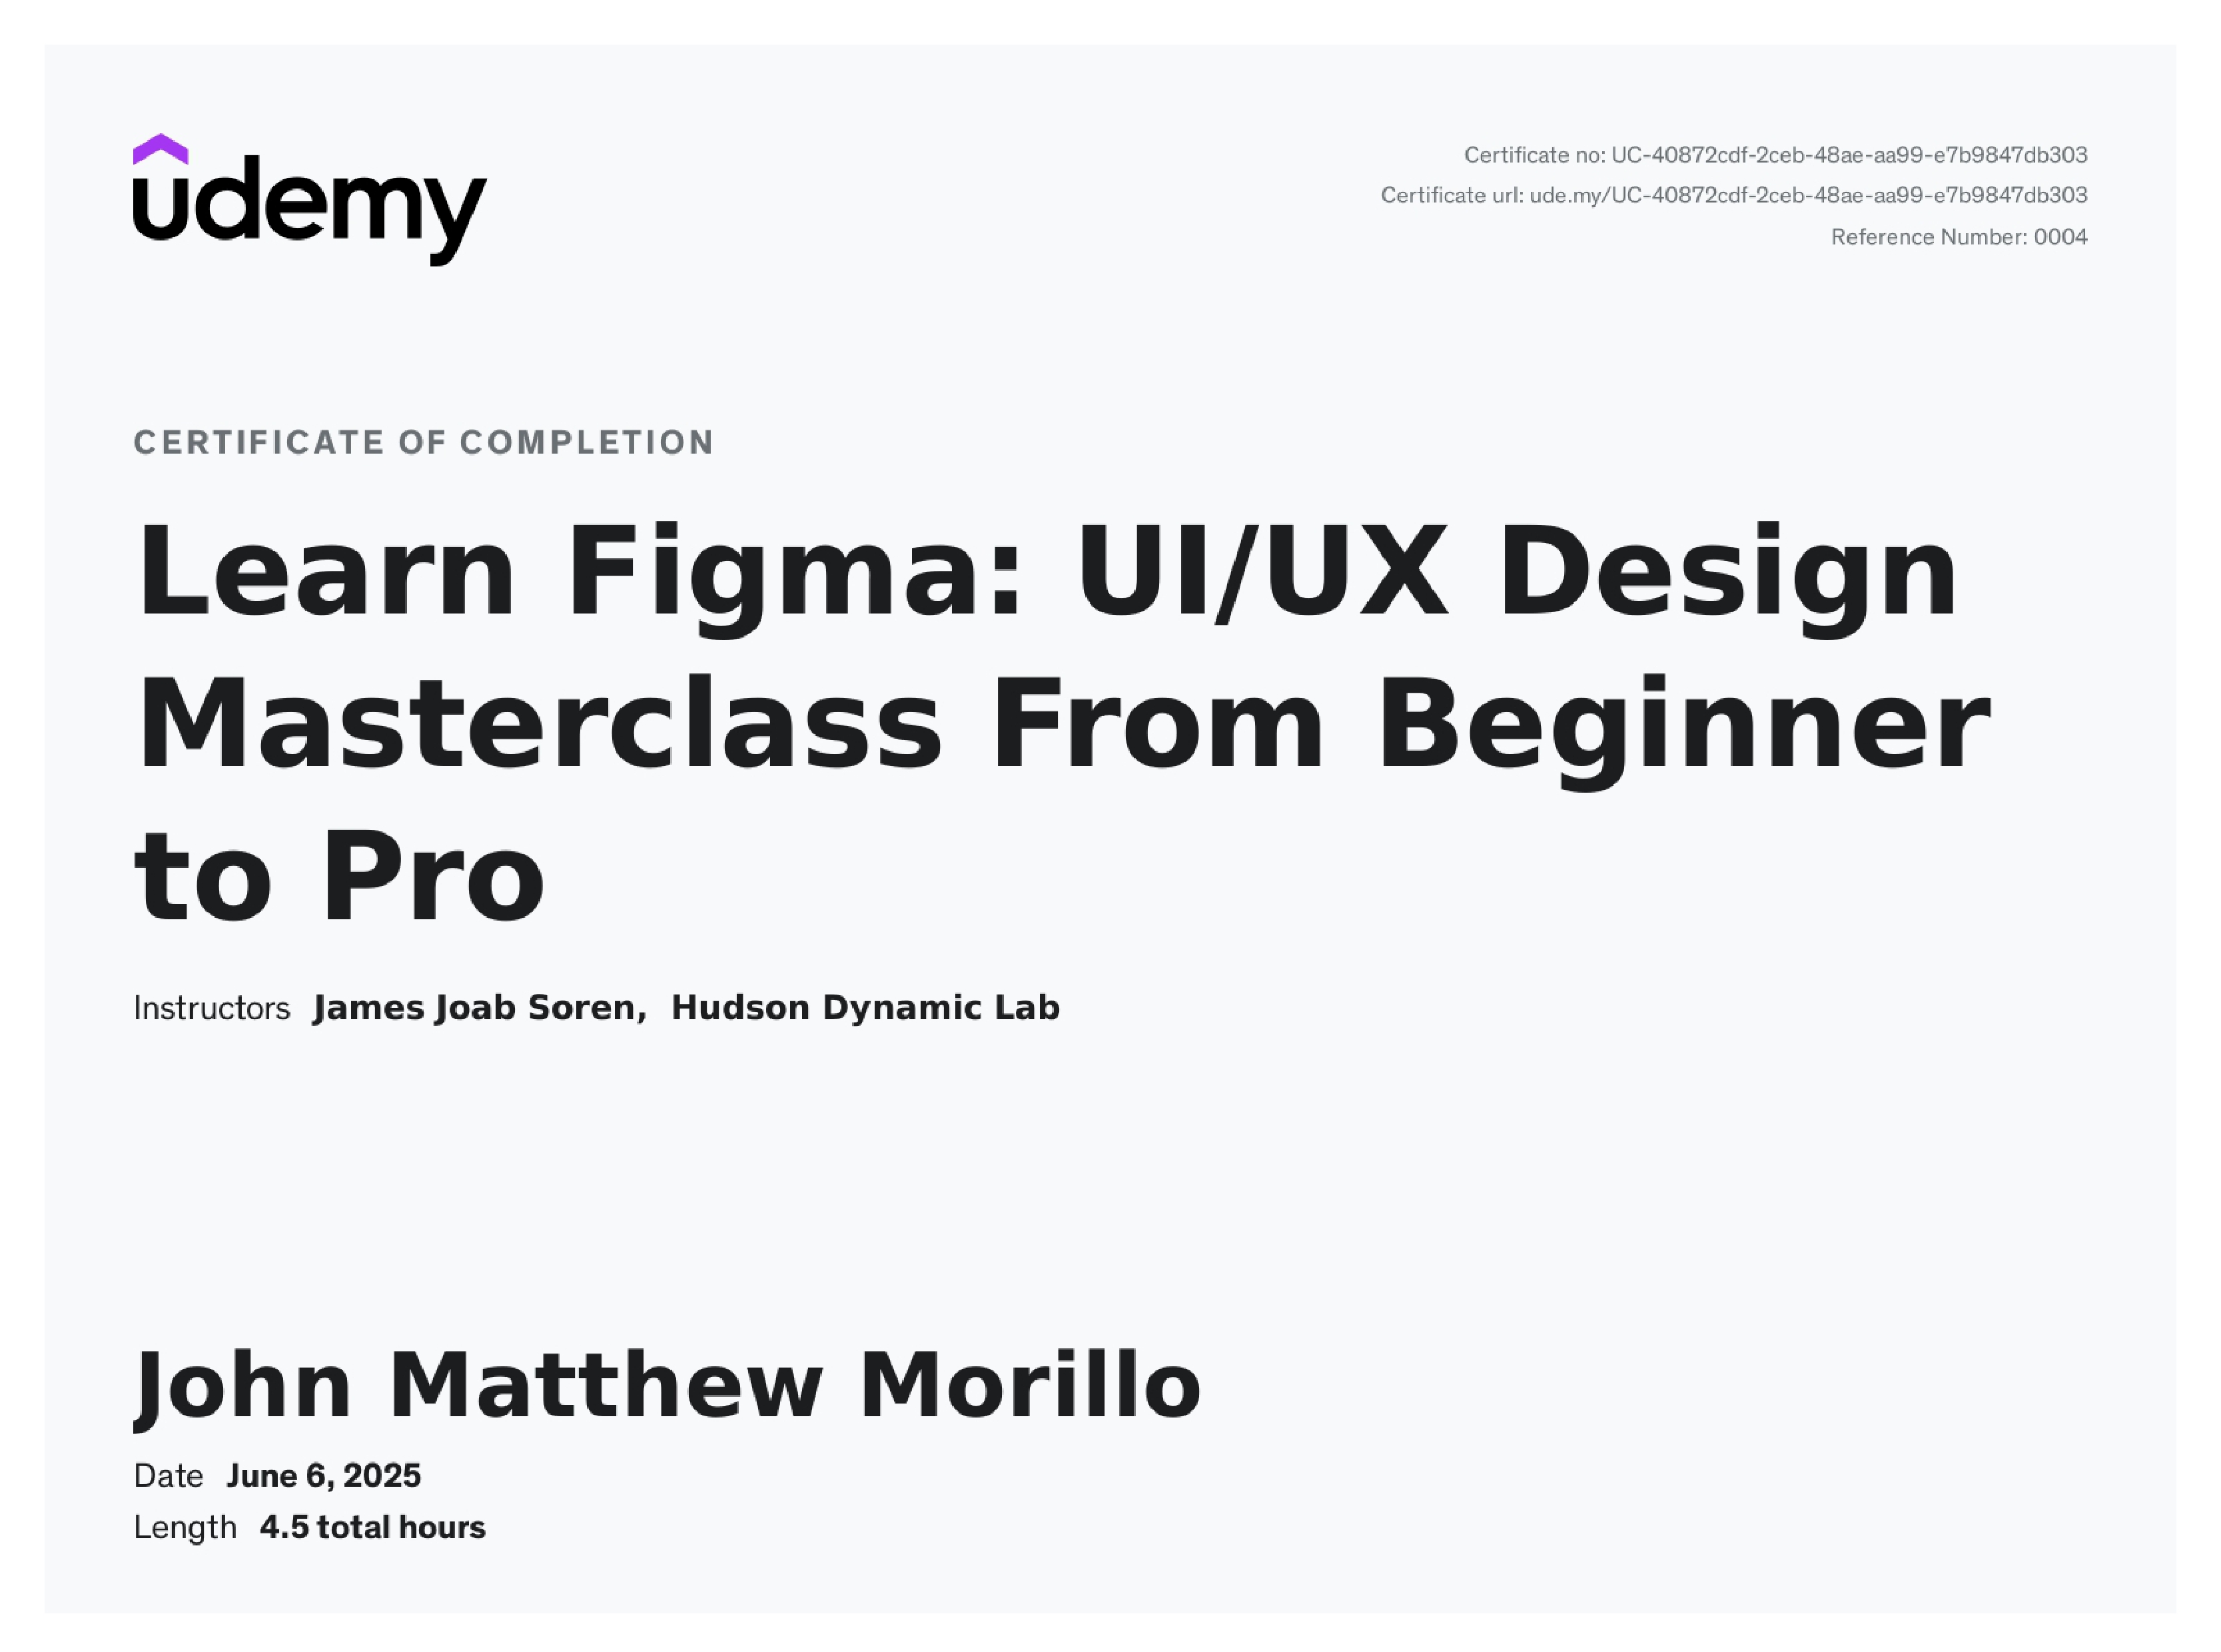 udemy
Certificate no: UC-40872cdf-2ceb-48ae-aa99-e7b9847db303
Certificate url: ude.my/UC-40872cdf-2ceb-48ae-aa99-e7b9847db303
Reference Number: 0004
CERTIFICATE OF COMPLETION
Learn Figma: UI/UX Design
Masterclass From Beginner
to Pro
Instructors James Joab Soren, Hudson Dynamic Lab
John Matthew Morillo
Date June 6, 2025
Length 4.5 total hours